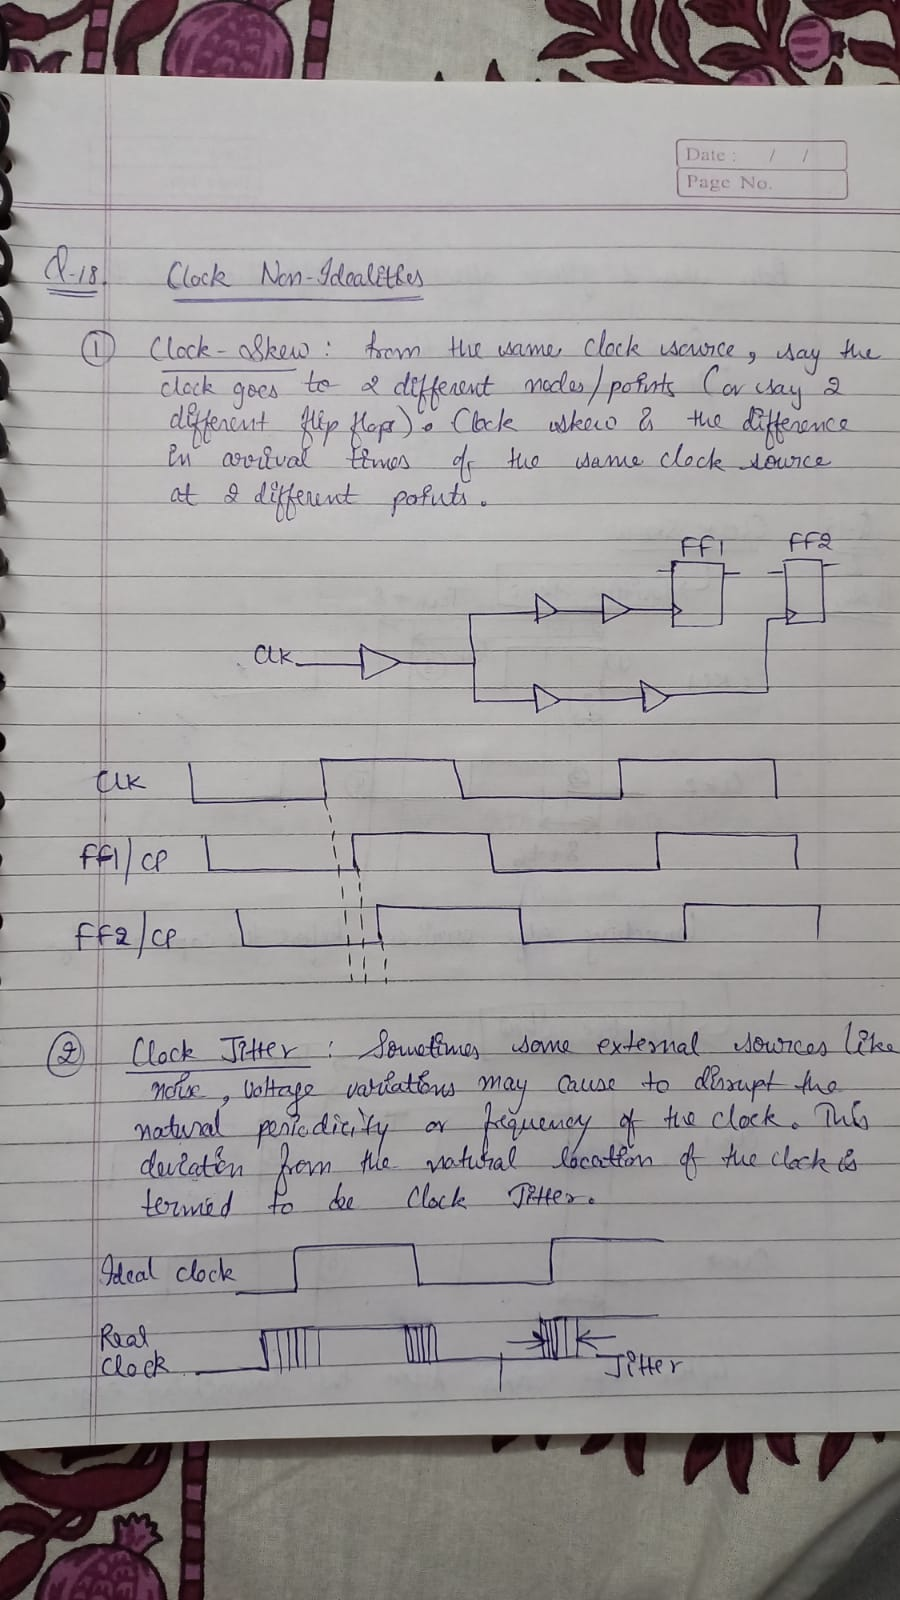 Date : / /
Page No.
Q-18. Clock Non-Idealities
① Clock-Skew : from the same clock source, say the
clock goes to 2 different nodes/points (or say 2
different flip flops). Clock skew is the difference
in arrival times of the same clock source
at 2 different points.
FF1 FF2
Clk
Clk
FF1/CP
FF2/CP
② Clock Jitter : Sometimes some external sources like
noise, voltage variations may cause to disrupt the
natural periodicity or frequency of the clock. This
deviation from the natural location of the clock is
termed to be Clock Jitter.
Ideal clock
Real
Clock
Jitter